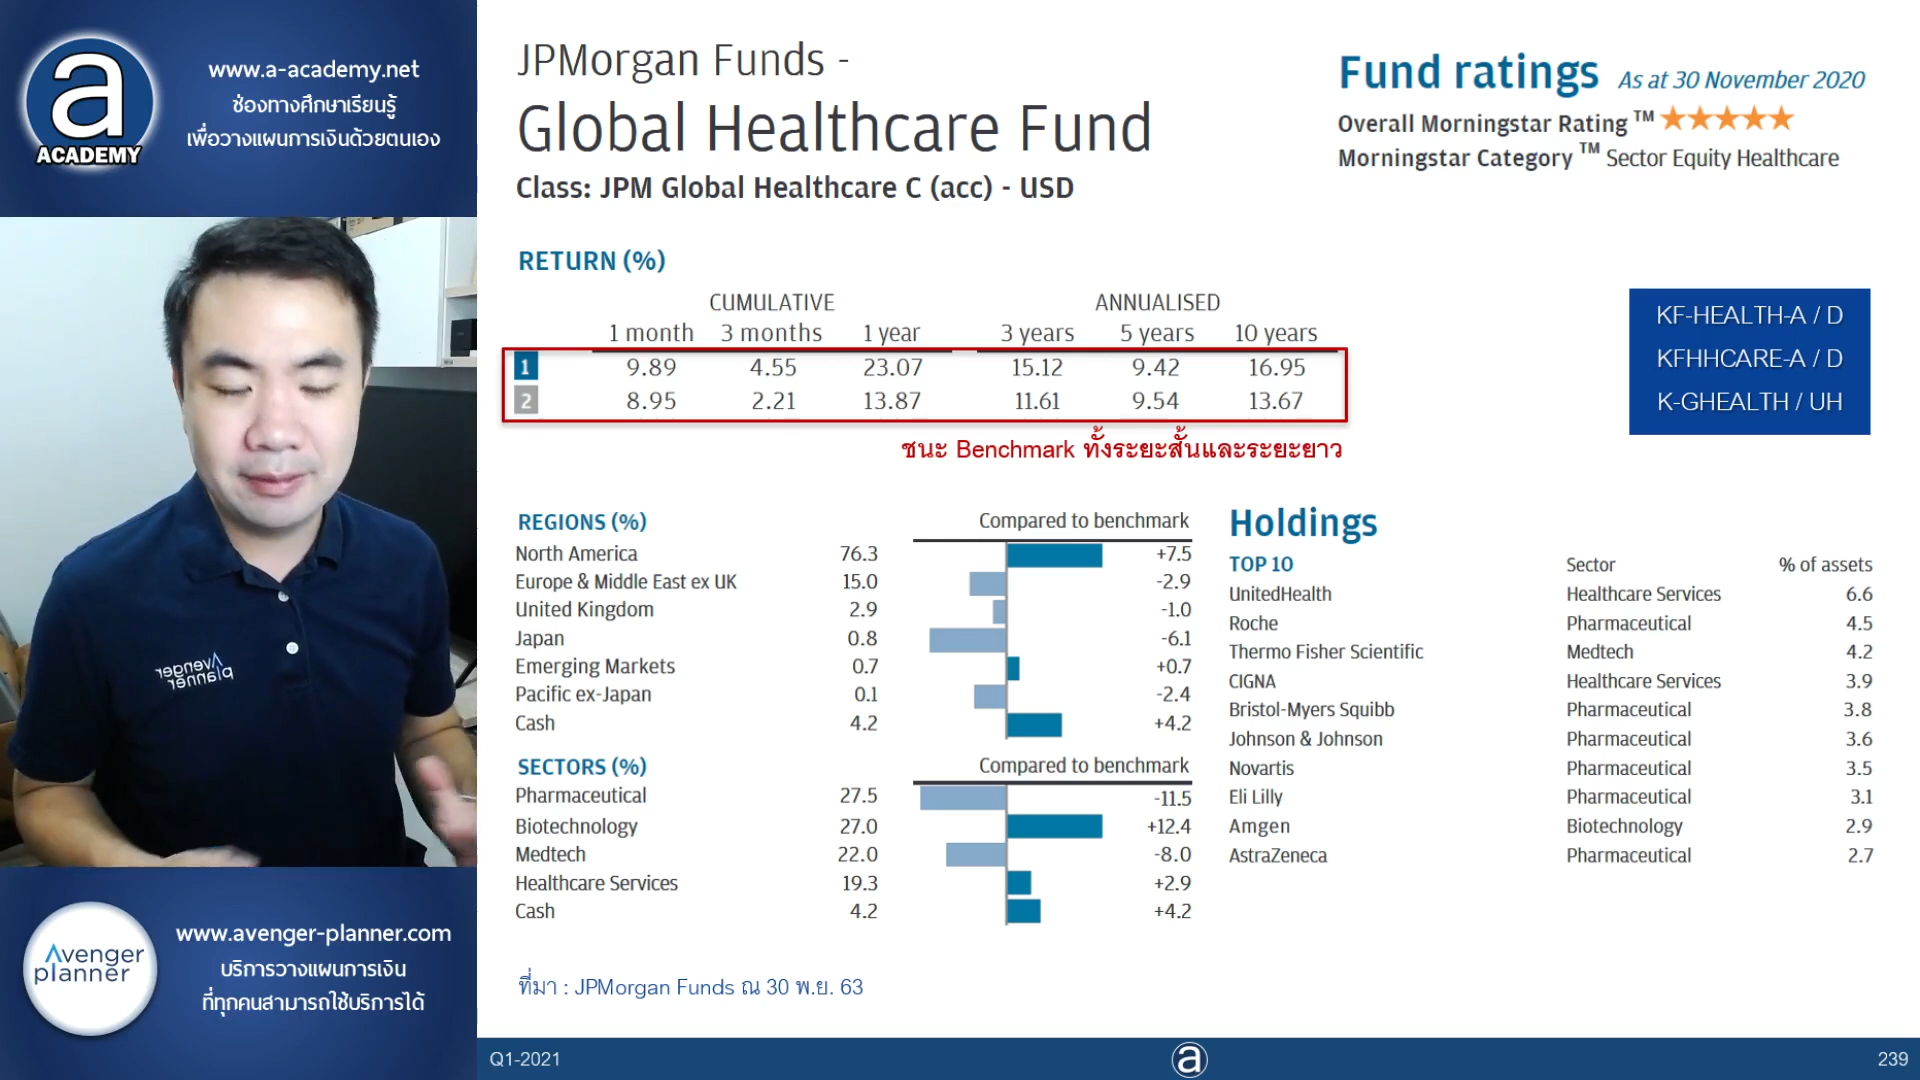 a
ACADEMY
www.a-academy.net
ช่องทางศึกษาเรียนรู้
เพื่อวางแผนการเงินด้วยตนเอง
Avenger
planner
Avenger
planner
www.avenger-planner.com
บริการวางแผนการเงิน
ที่ทุกคนสามารถใช้บริการได้
JPMorgan Funds -
Global Healthcare Fund
Class: JPM Global Healthcare C (acc) - USD
Fund ratings As at 30 November 2020
Overall Morningstar Rating ™ ★★★★★
Morningstar Category ™ Sector Equity Healthcare
RETURN (%)
CUMULATIVE ANNUALISED
1 month 3 months 1 year 3 years 5 years 10 years
1 9.89 4.55 23.07 15.12 9.42 16.95
2 8.95 2.21 13.87 11.61 9.54 13.67
ชนะ Benchmark ทั้งระยะสั้นและระยะยาว
KF-HEALTH-A / D
KFHHCARE-A / D
K-GHEALTH / UH
REGIONS (%) Compared to benchmark
North America 76.3 +7.5
Europe & Middle East ex UK 15.0 -2.9
United Kingdom 2.9 -1.0
Japan 0.8 -6.1
Emerging Markets 0.7 +0.7
Pacific ex-Japan 0.1 -2.4
Cash 4.2 +4.2
SECTORS (%) Compared to benchmark
Pharmaceutical 27.5 -11.5
Biotechnology 27.0 +12.4
Medtech 22.0 -8.0
Healthcare Services 19.3 +2.9
Cash 4.2 +4.2
Holdings
TOP 10 Sector % of assets
UnitedHealth Healthcare Services 6.6
Roche Pharmaceutical 4.5
Thermo Fisher Scientific Medtech 4.2
CIGNA Healthcare Services 3.9
Bristol-Myers Squibb Pharmaceutical 3.8
Johnson & Johnson Pharmaceutical 3.6
Novartis Pharmaceutical 3.5
Eli Lilly Pharmaceutical 3.1
Amgen Biotechnology 2.9
AstraZeneca Pharmaceutical 2.7
ที่มา : JPMorgan Funds ณ 30 พ.ย. 63
Q1-2021 a 239